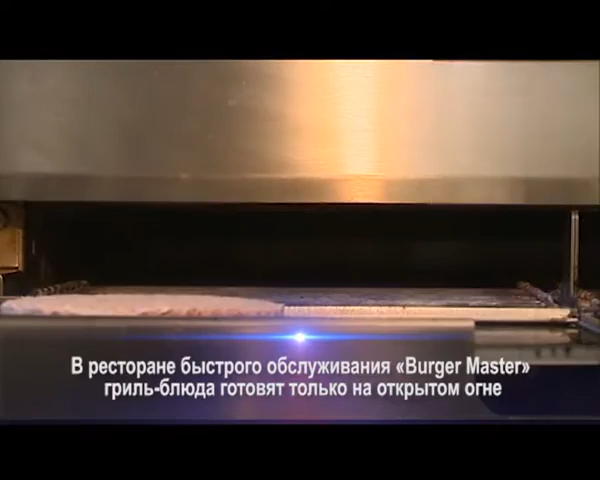 В ресторане быстрого обслуживания «Burger Master»
гриль-блюда готовят только на открытом огне